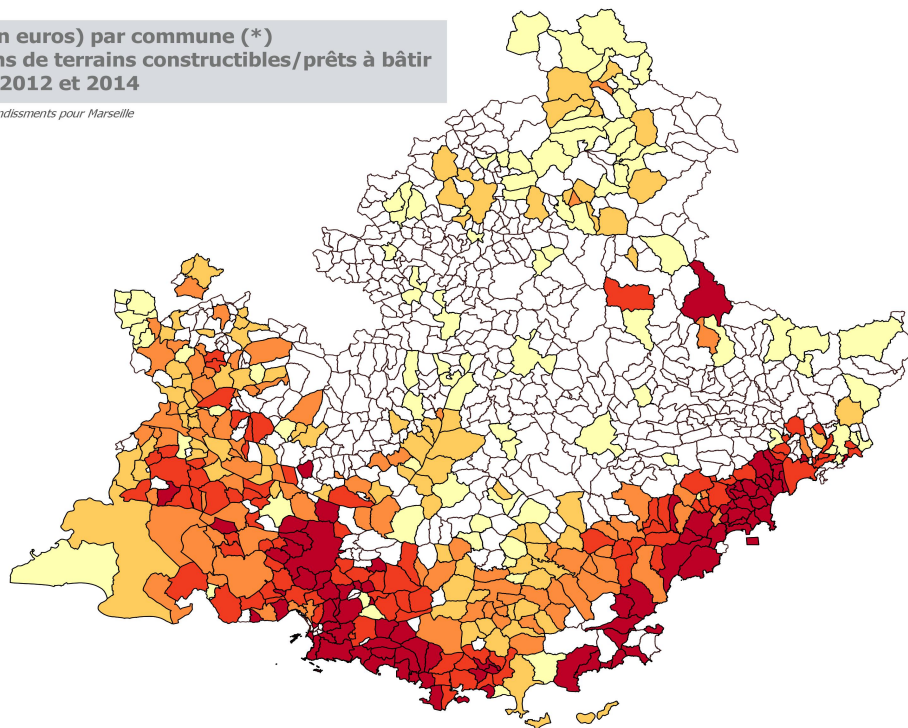 n euros) par commune (*)
ns de terrains constructibles/prêts à bâtir
2012 et 2014
ndissments pour Marseille